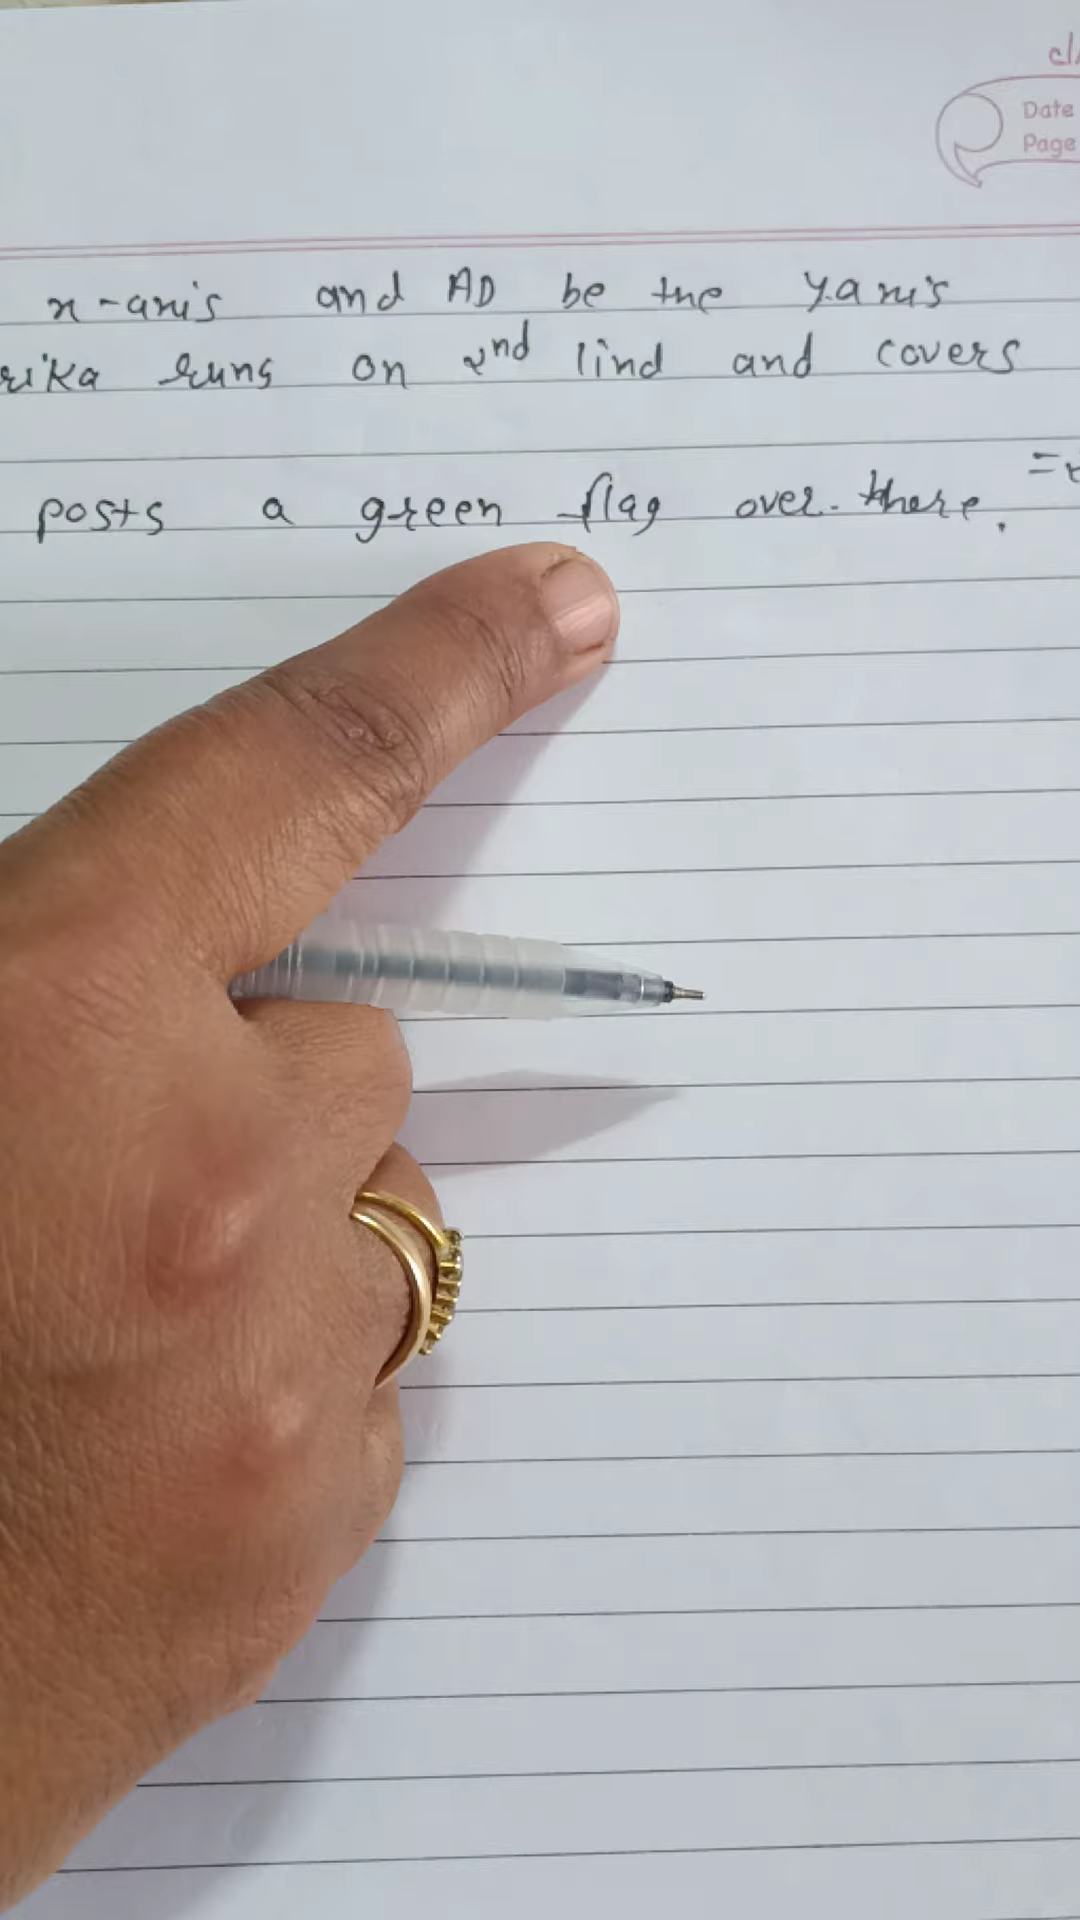 Date
Page
x-axis and AD be the y.axis
rika runs on 2nd lind and covers
posts a green flag over there.